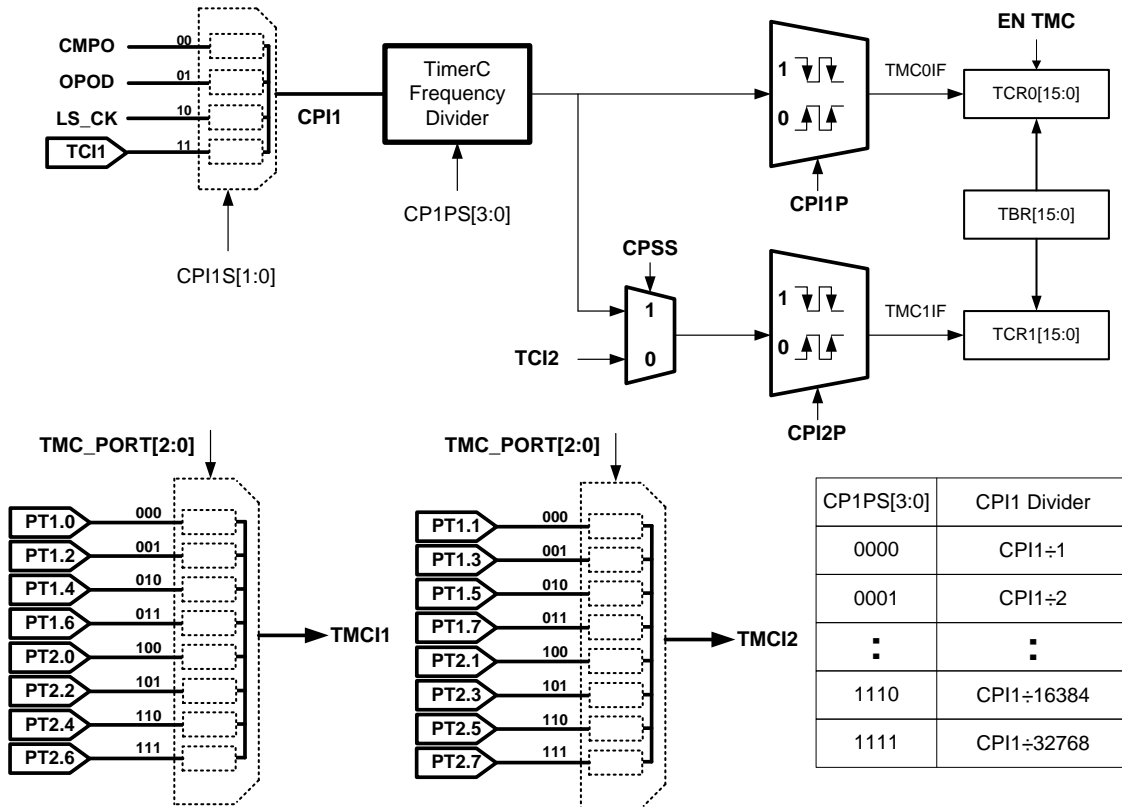 CMPO
00
OPOD
01
LS_CK
10
TCI1
11
CPI1S[1:0]
CPI1
TimerC
Frequency
Divider
CP1PS[3:0]
1
0
CPI1P
TMC0IF
EN TMC
TCR0[15:0]
TBR[15:0]
CPSS
1
0
TCI2
1
0
CPI2P
TMC1IF
TCR1[15:0]
TMC_PORT[2:0]
PT1.0
000
PT1.2
001
PT1.4
010
PT1.6
011
PT2.0
100
PT2.2
101
PT2.4
110
PT2.6
111
TMCI1
TMC_PORT[2:0]
PT1.1
000
PT1.3
001
PT1.5
010
PT1.7
011
PT2.1
100
PT2.3
101
PT2.5
110
PT2.7
111
TMCI2
CP1PS[3:0] CPI1 Divider
0000 CPI1÷1
0001 CPI1÷2
: :
1110 CPI1÷16384
1111 CPI1÷32768